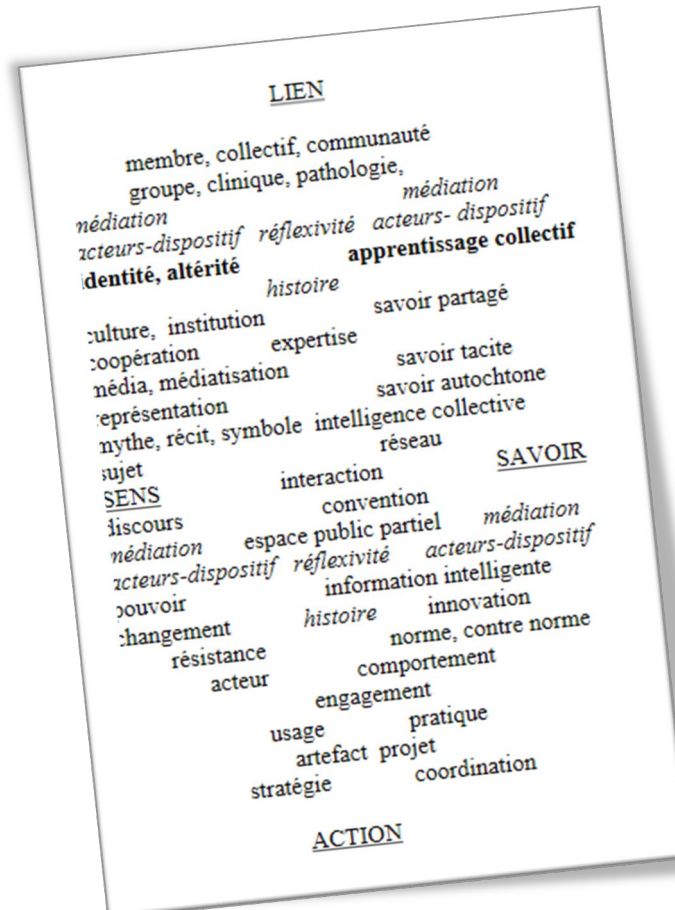 LIEN
membre, collectif, communauté
groupe, clinique, pathologie,
médiation médiation
acteurs-dispositif réflexivité acteurs- dispositif
identité, altérité apprentissage collectif
histoire
culture, institution savoir partagé
coopération expertise
média, médiatisation savoir tacite
représentation savoir autochtone
mythe, récit, symbole intelligence collective
sujet réseau
SENS interaction SAVOIR
discours convention
médiation espace public partiel médiation
acteurs-dispositif réflexivité acteurs-dispositif
pouvoir information intelligente
changement histoire innovation
résistance norme, contre norme
acteur comportement
engagement
usage pratique
artefact projet
stratégie coordination
ACTION